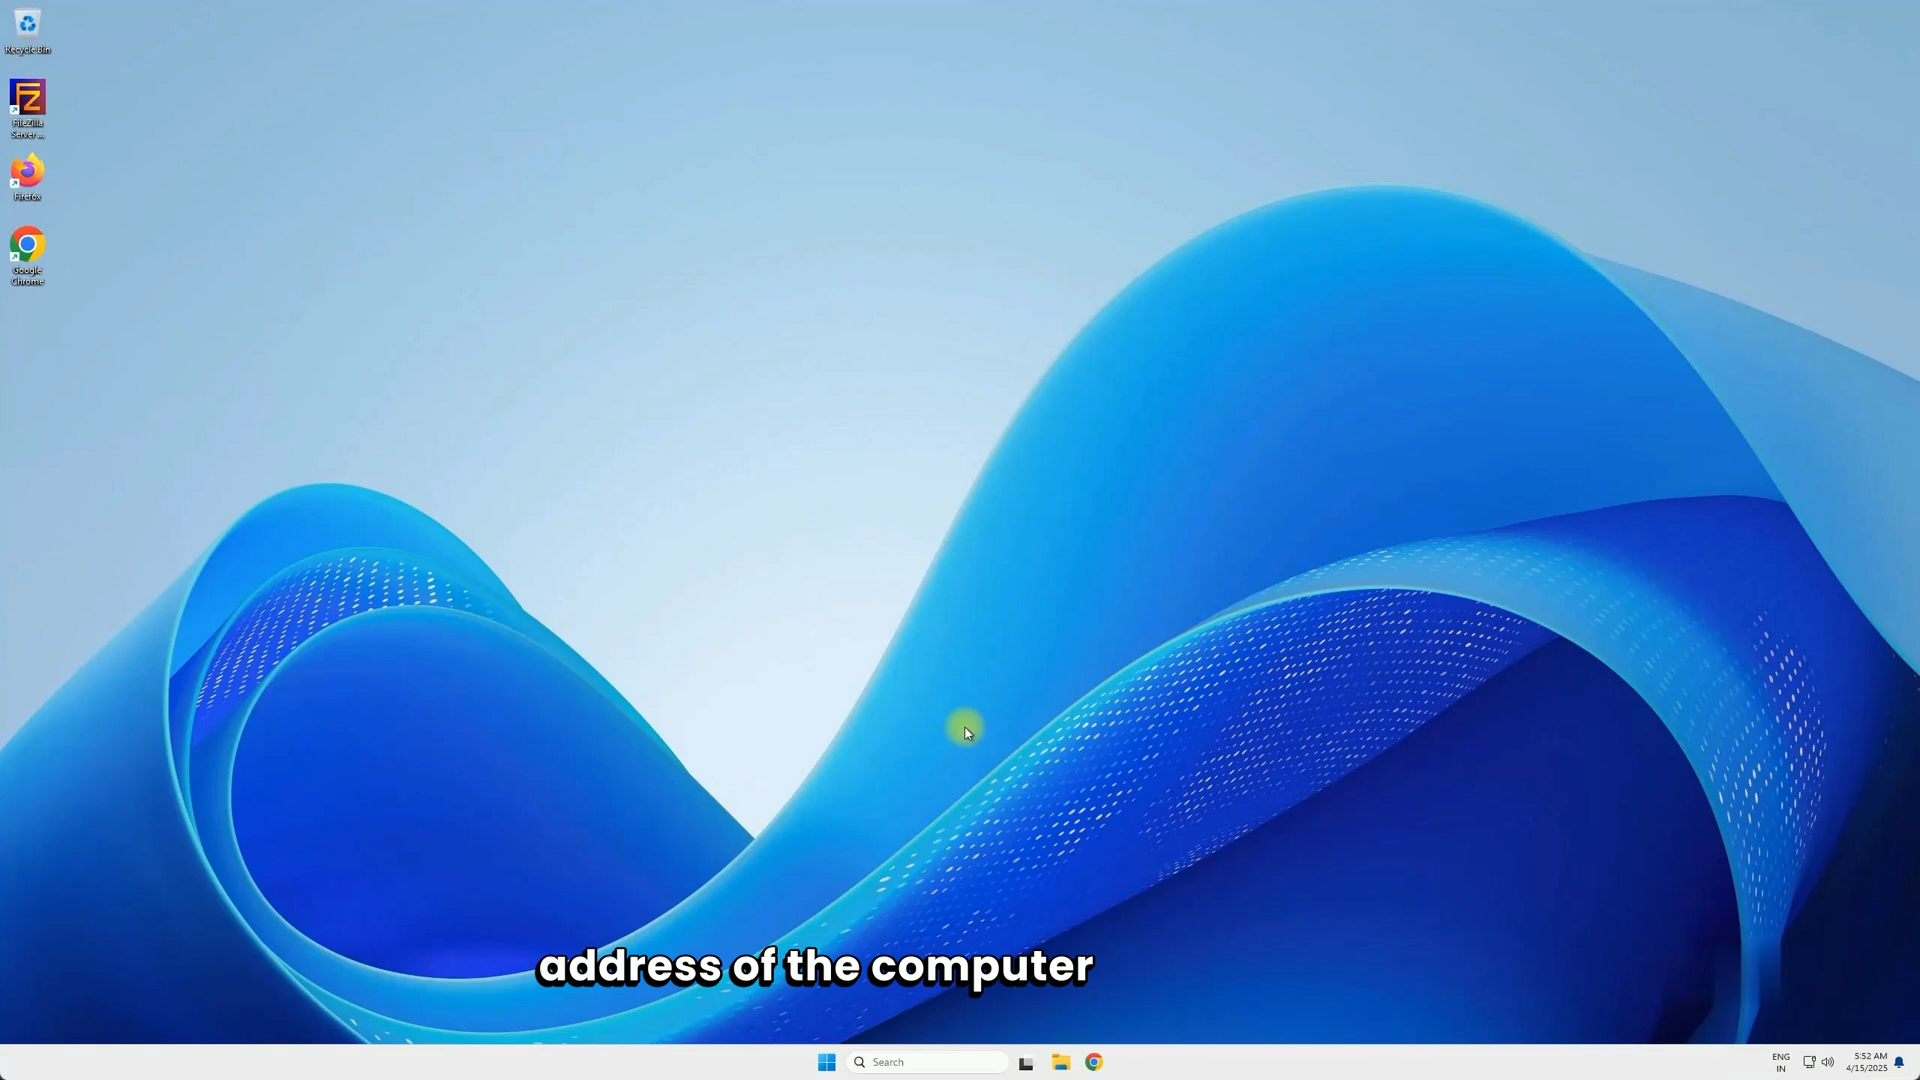 Recycle Bin
FileZilla
Server ...
Firefox
Google
Chrome
address of the computer
Search
ENG
IN
5:52 AM
4/15/2025